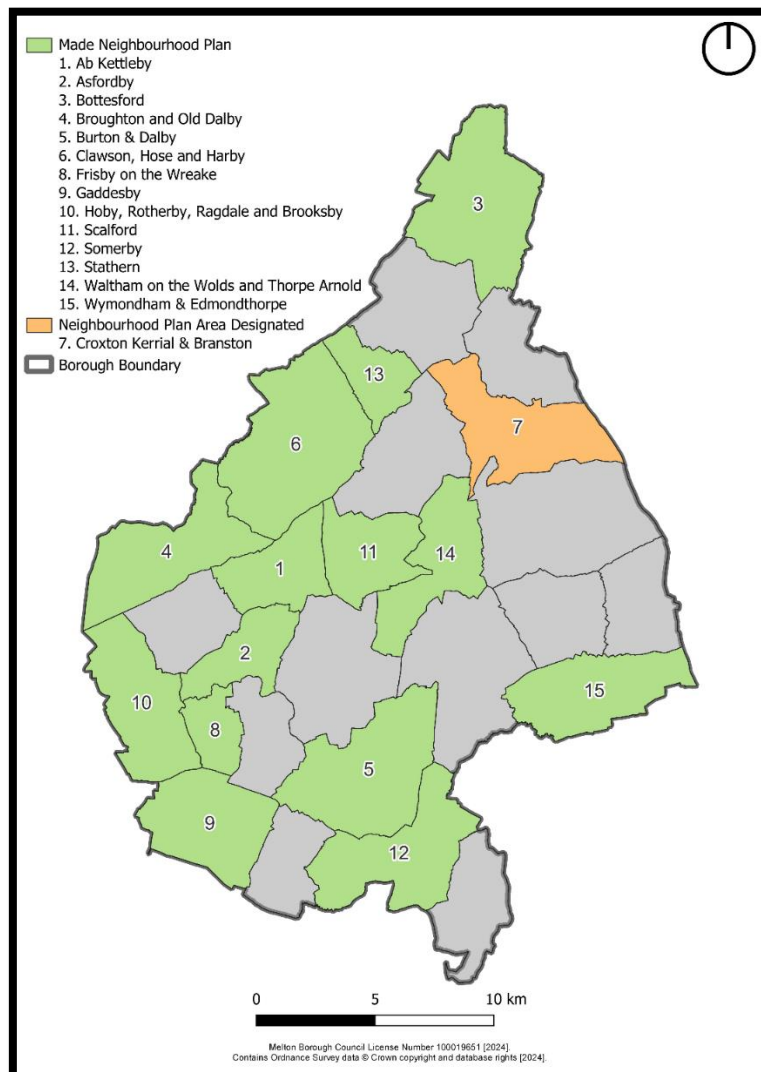 Made Neighbourhood Plan
1. Ab Kettleby
2. Asfordby
3. Bottesford
4. Broughton and Old Dalby
5. Burton & Dalby
6. Clawson, Hose and Harby
8. Frisby on the Wreake
9. Gaddesby
10. Hoby, Rotherby, Ragdale and Brooksby
11. Scalford
12. Somerby
13. Stathern
14. Waltham on the Wolds and Thorpe Arnold
15. Wymondham & Edmondthorpe
Neighbourhood Plan Area Designated
7. Croxton Kerrial & Branston
Borough Boundary
3
13
7
6
4
11
14
1
2
15
10
8
5
9
12
0 5 10 km
Melton Borough Council License Number 100019651 [2024].
Contains Ordnance Survey data © Crown copyright and database rights [2024].